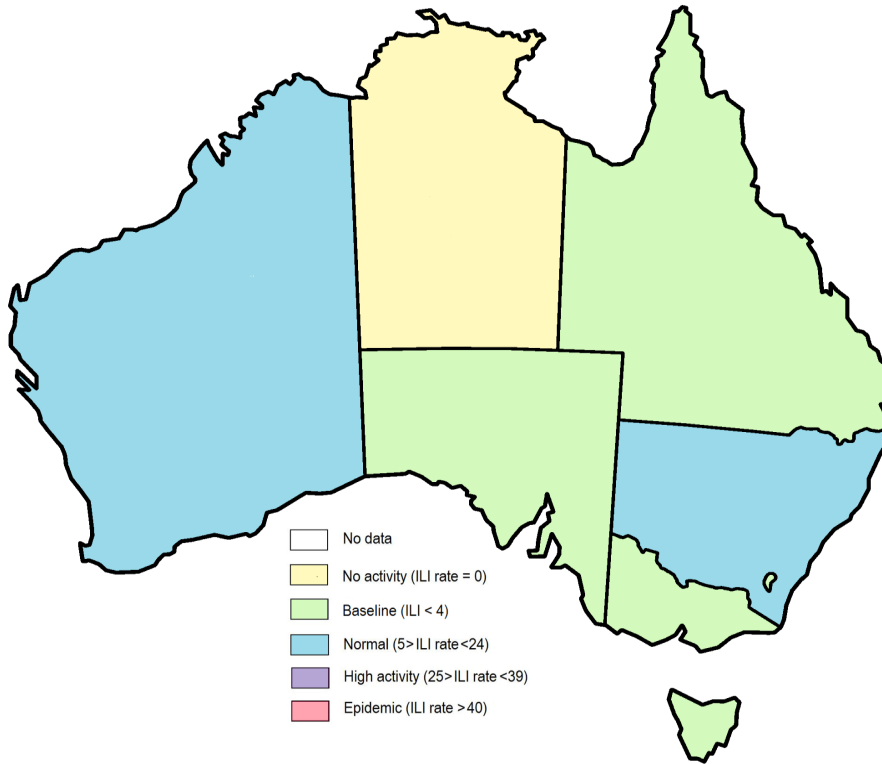 No data
No activity (ILI rate = 0)
Baseline (ILI < 4)
Normal (5> ILI rate <24)
High activity (25> ILI rate <39)
Epidemic (ILI rate >40)